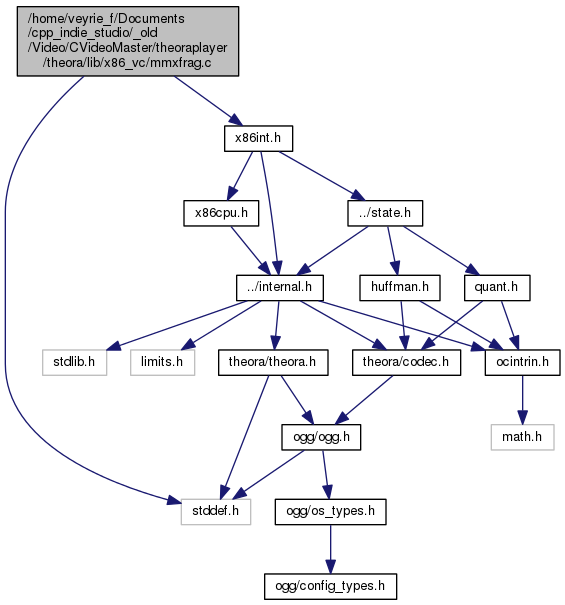 /home/veyrie_f/Documents
/cpp_indie_studio/_old
/Video/CVideoMaster/theoraplayer
/theora/lib/x86_vc/mmxfrag.c
x86int.h
x86cpu.h
../state.h
../internal.h
huffman.h
quant.h
stdlib.h
limits.h
theora/theora.h
theora/codec.h
ocintrin.h
ogg/ogg.h
math.h
stddef.h
ogg/os_types.h
ogg/config_types.h